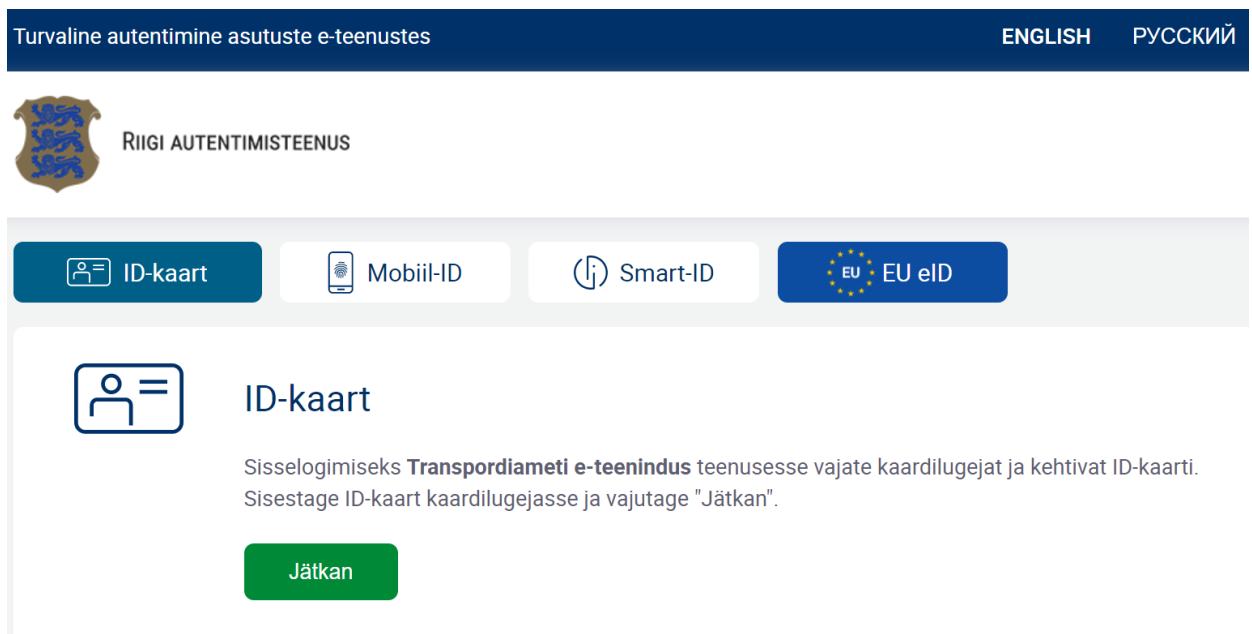 Turvaline autentimine asutuste e-teenustes ENGLISH РУССКИЙ
RIIGI AUTENTIMISTEENUS
ID-kaart Mobiil-ID Smart-ID EU EU eID
ID-kaart
Sisselogimiseks Transpordiameti e-teenindus teenusesse vajate kaardilugejat ja kehtivat ID-kaarti.
Sisestage ID-kaart kaardilugejasse ja vajutage "Jätkan".
Jätkan